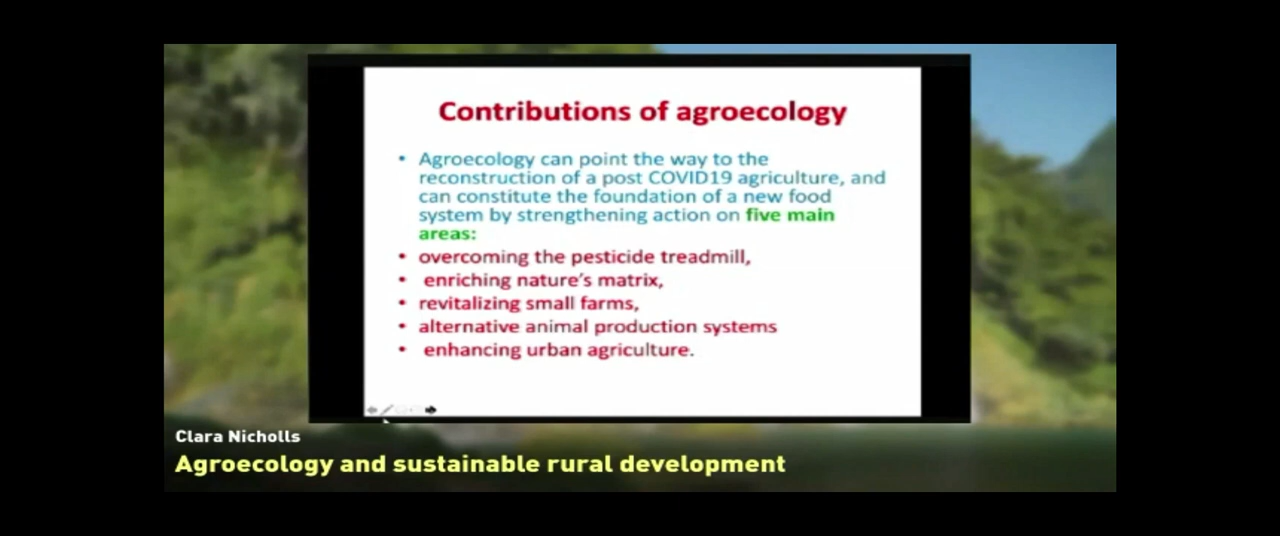 Contributions of agroecology
• Agroecology can point the way to the
reconstruction of a post COVID19 agriculture, and
can constitute the foundation of a new food
system by strengthening action on five main
areas:
• overcoming the pesticide treadmill,
• enriching nature's matrix,
• revitalizing small farms,
• alternative animal production systems
• enhancing urban agriculture.
Clara Nicholls
Agroecology and sustainable rural development